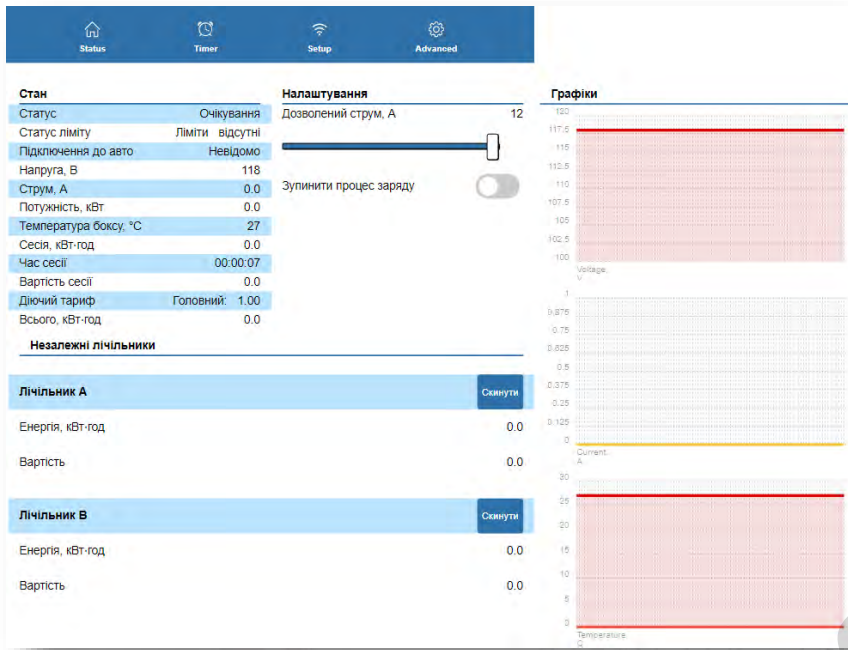 Status Timer Setup Advanced
Стан
Статус Очікування
Статус ліміту Ліміти відсутні
Підключення до авто Невідомо
Напруга, В 118
Струм, А 0.0
Потужність, кВт 0.0
Температура боксу, °С 27
Сесія, кВт-год 0.0
Час сесії 00:00:07
Вартість сесії 0.0
Діючий тариф Головний: 1.00
Всього, кВт-год 0.0
Налаштування
Дозволений струм, А 12
Зупинити процес заряду
Незалежні лічільники
Лічільник А Скинути
Енергія, кВт-год 0.0
Вартість 0.0
Лічільник В Скинути
Енергія, кВт-год 0.0
Вартість 0.0
Графіки
120
117.5
115
112.5
110
107.5
105
102.5
100
Voltage,
V
1
0.875
0.75
0.625
0.5
0.375
0.25
0.125
0
Current,
A
30
25
20
15
10
5
0
Temperature